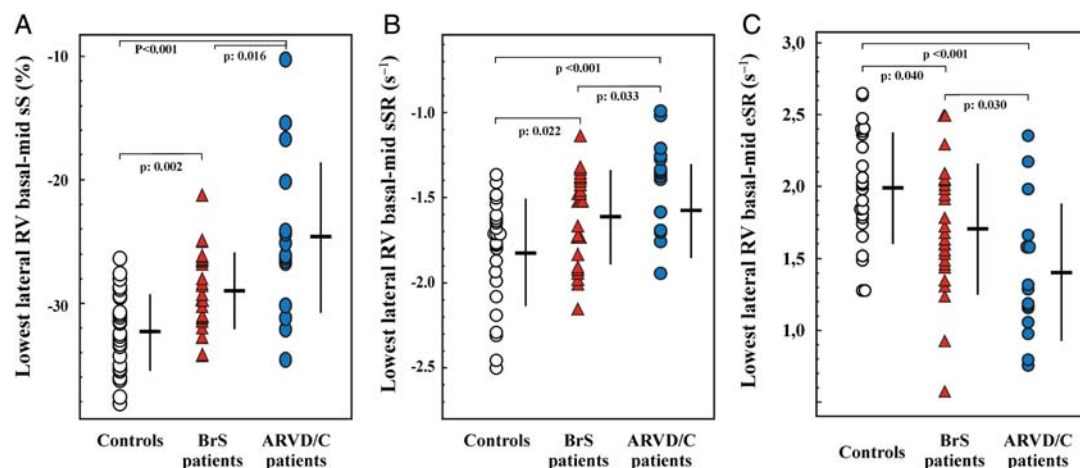 A
Lowest lateral RV basal-mid sS (%)
-10
-20
-30
P<0.001
p: 0.016
p: 0.002
Controls
BrS
patients
ARVD/C
patients
B
Lowest lateral RV basal-mid sSR (s⁻¹)
-1.0
-1.5
-2.0
-2.5
p <0.001
p: 0.033
p: 0.022
Controls
BrS
patients
ARVD/C
patients
C
Lowest lateral RV basal-mid eSR (s⁻¹)
3,0
2,5
2,0
1,5
1,0
p <0.001
p: 0.040
p: 0.030
Controls
BrS
patients
ARVD/C
patients